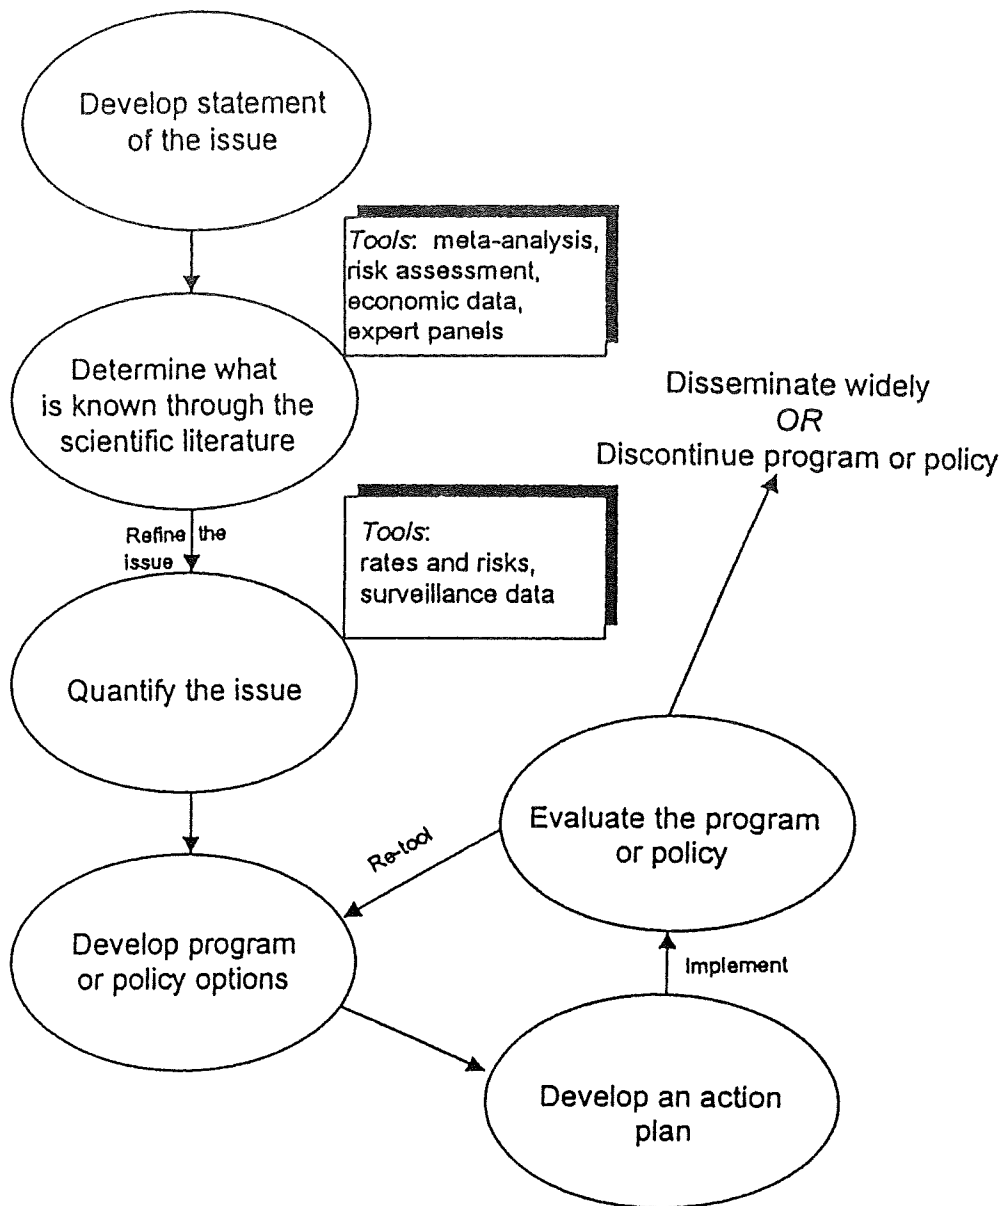 Develop statement
of the issue
Tools: meta-analysis,
risk assessment,
economic data,
expert panels
Determine what
is known through the
scientific literature
Refine the
issue
Tools:
rates and risks,
surveillance data
Quantify the issue
Develop program
or policy options
Develop an action
plan
Implement
Evaluate the program
or policy
Re-tool
Disseminate widely
OR
Discontinue program or policy